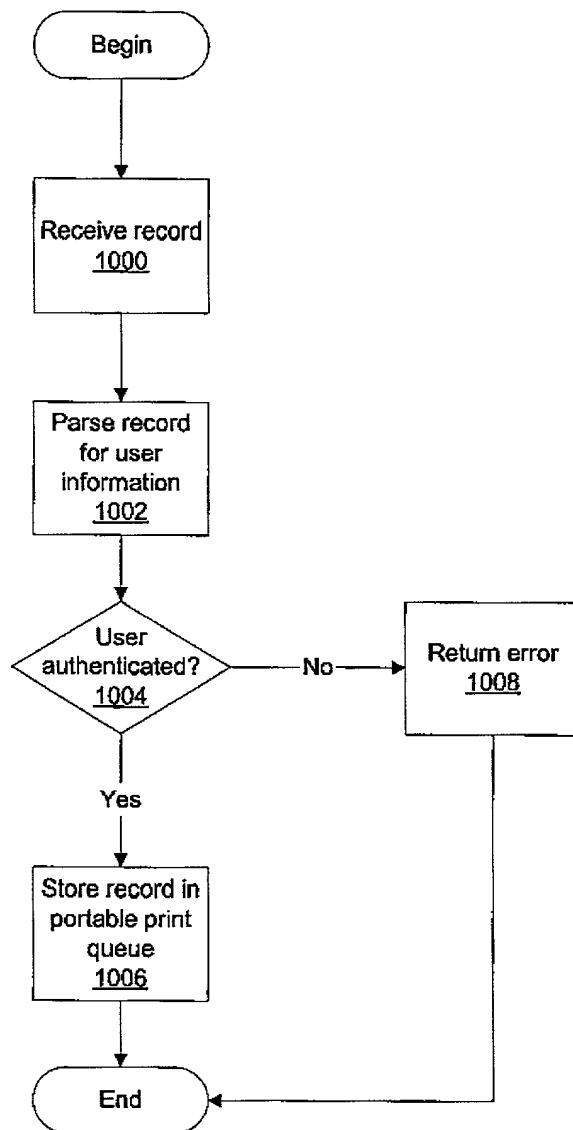 Begin
Receive record
1000
Parse record
for user
information
1002
User
authenticated?
1004
No
Return error
1008
Yes
Store record in
portable print
queue
1006
End